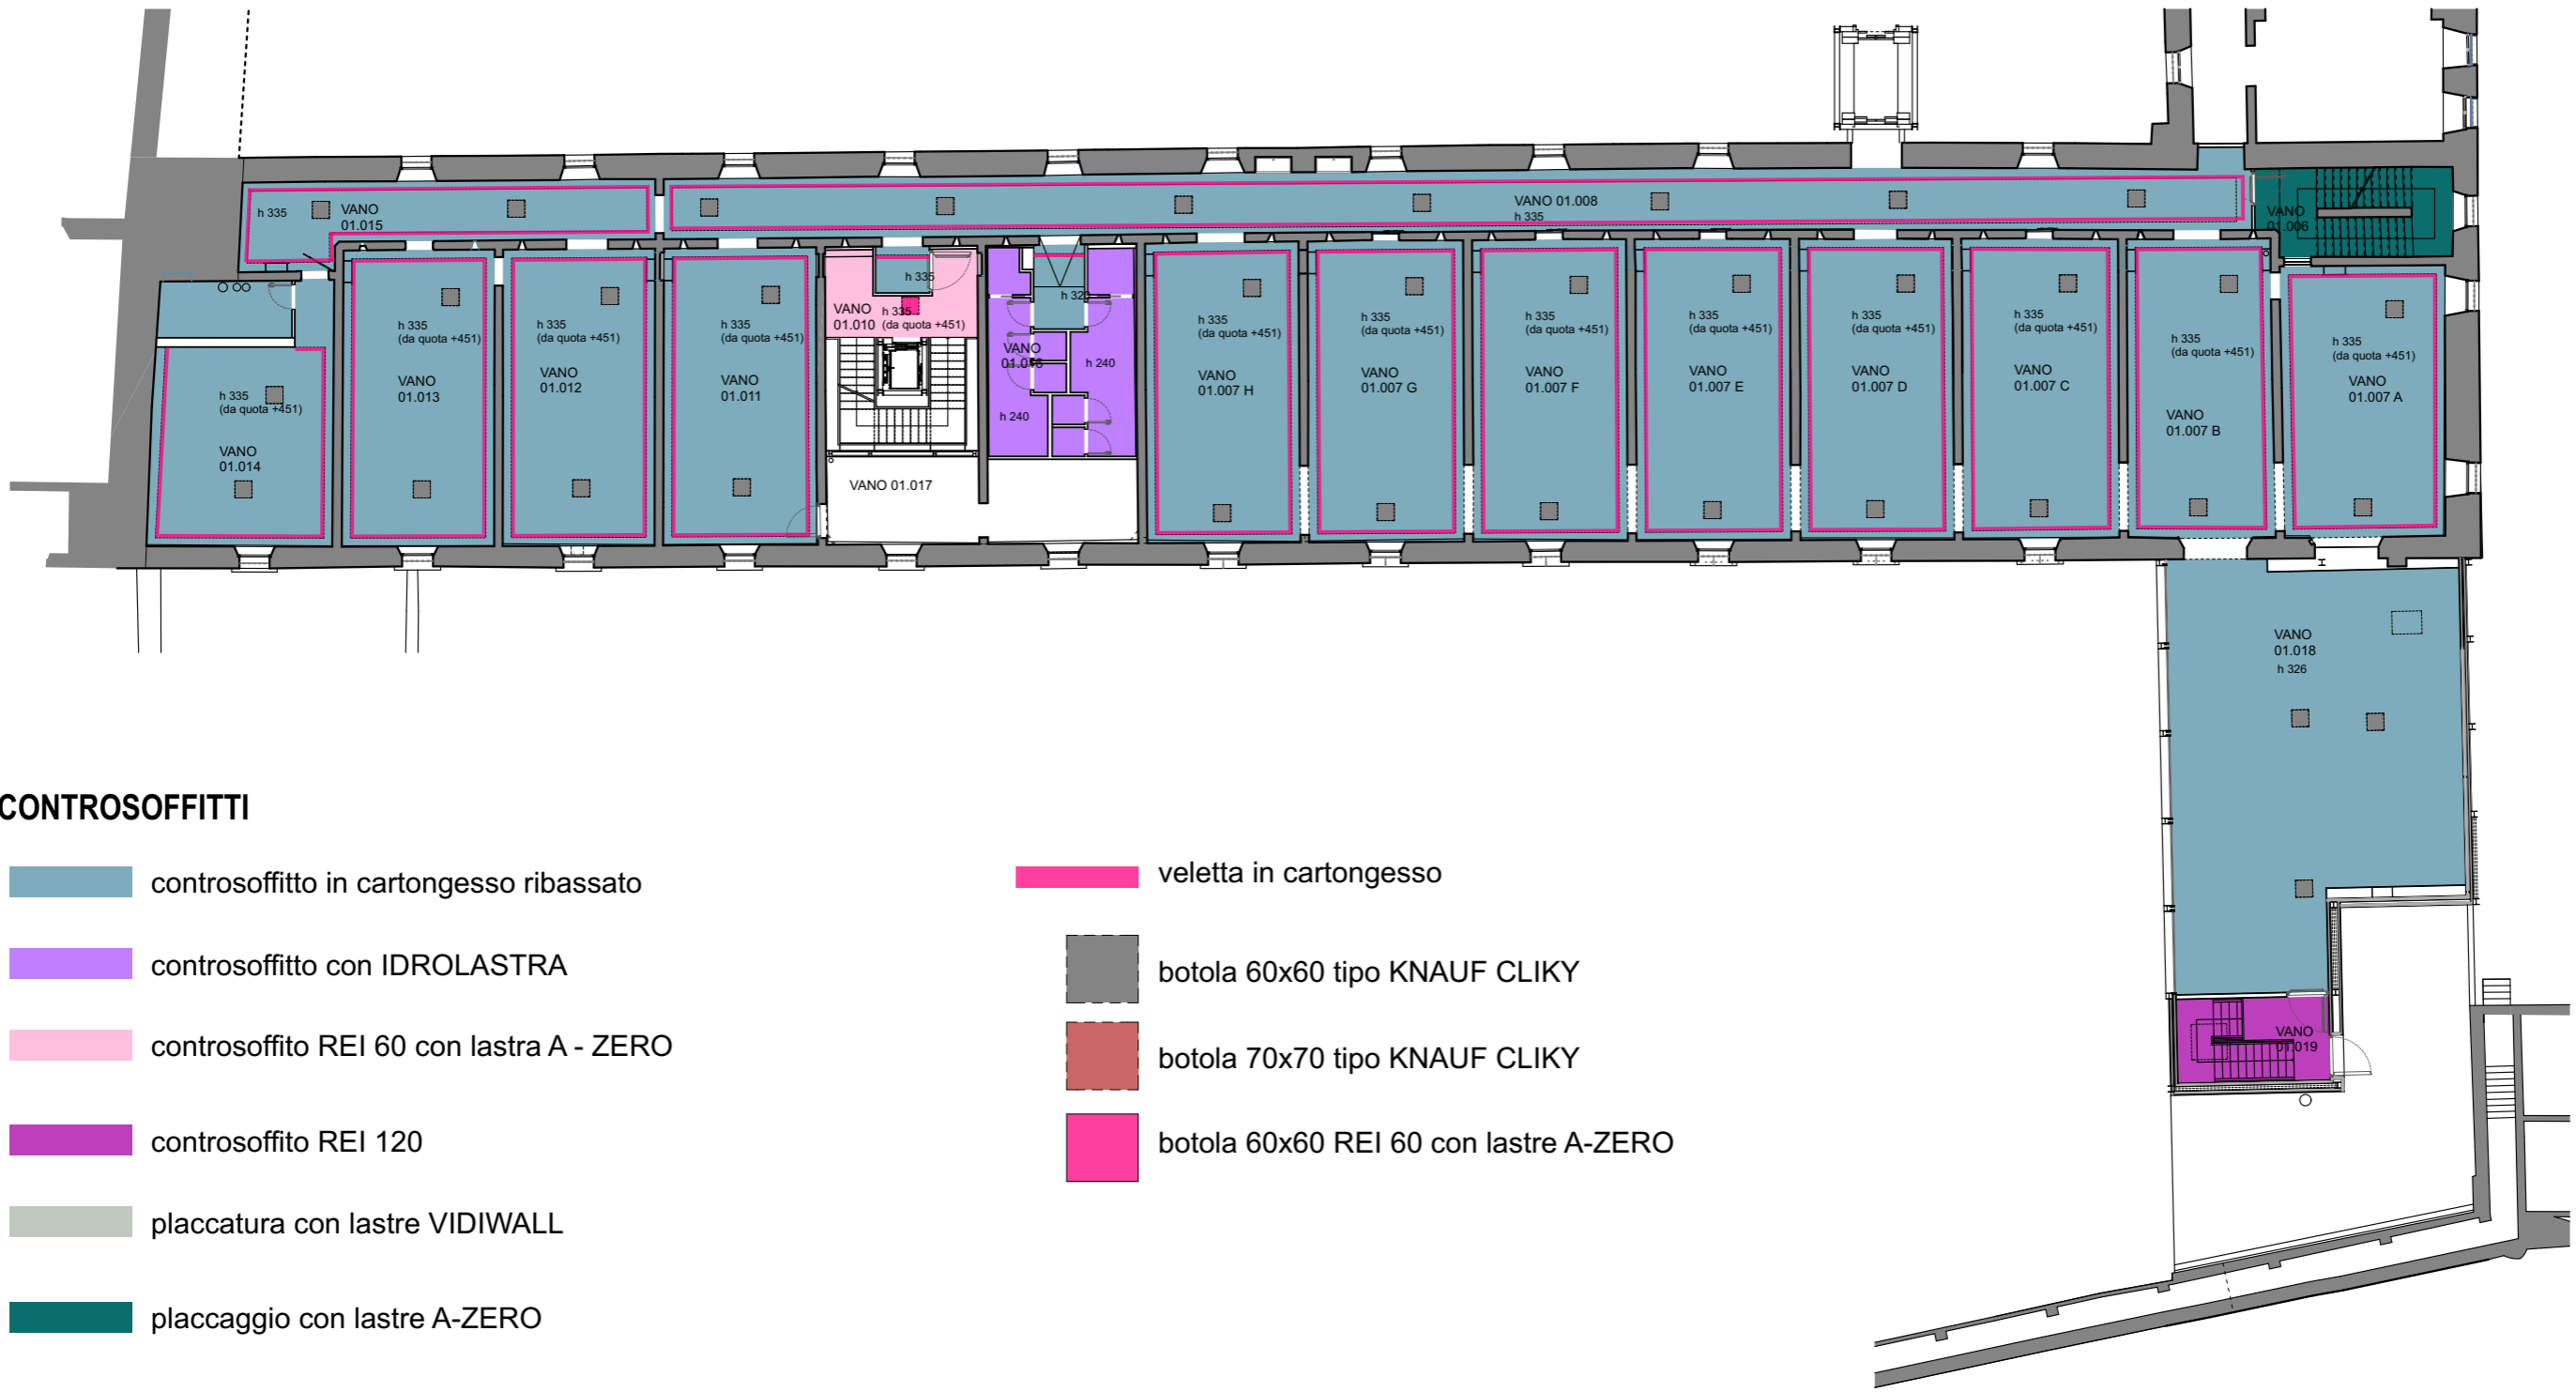 h 335
VANO
01.015
VANO 01.008
h 335
VANO
01.006
h 335
(da quota +451)
VANO
01.014
h 335
(da quota +451)
VANO
01.013
h 335
(da quota +451)
VANO
01.012
h 335
(da quota +451)
VANO
01.011
h 335
VANO
01.010
h 335
(da quota +451)
VANO 01.017
h 320
VANO
01.016
h 240
h 240
h 335
(da quota +451)
VANO
01.007 H
h 335
(da quota +451)
VANO
01.007 G
h 335
(da quota +451)
VANO
01.007 F
h 335
(da quota +451)
VANO
01.007 E
h 335
(da quota +451)
VANO
01.007 D
h 335
(da quota +451)
VANO
01.007 C
h 335
(da quota +451)
VANO
01.007 B
h 335
(da quota +451)
VANO
01.007 A
VANO
01.018
h 326
VANO
01.019
CONTROSOFFITTI
controsoffitto in cartongesso ribassato
controsoffitto con IDROLASTRA
controsoffito REI 60 con lastra A - ZERO
controsoffito REI 120
placcatura con lastre VIDIWALL
placcaggio con lastre A-ZERO
veletta in cartongesso
botola 60x60 tipo KNAUF CLIKY
botola 70x70 tipo KNAUF CLIKY
botola 60x60 REI 60 con lastre A-ZERO